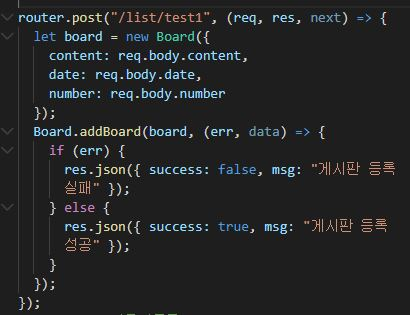 router.post("/list/test1", (req, res, next) => {
  let board = new Board({
    content: req.body.content,
    date: req.body.date,
    number: req.body.number
  });
  Board.addBoard(board, (err, data) => {
    if (err) {
      res.json({ success: false, msg: "게시판 등록
      실패" });
    } else {
      res.json({ success: true, msg: "게시판 등록
      성공" });
    }
  });
});